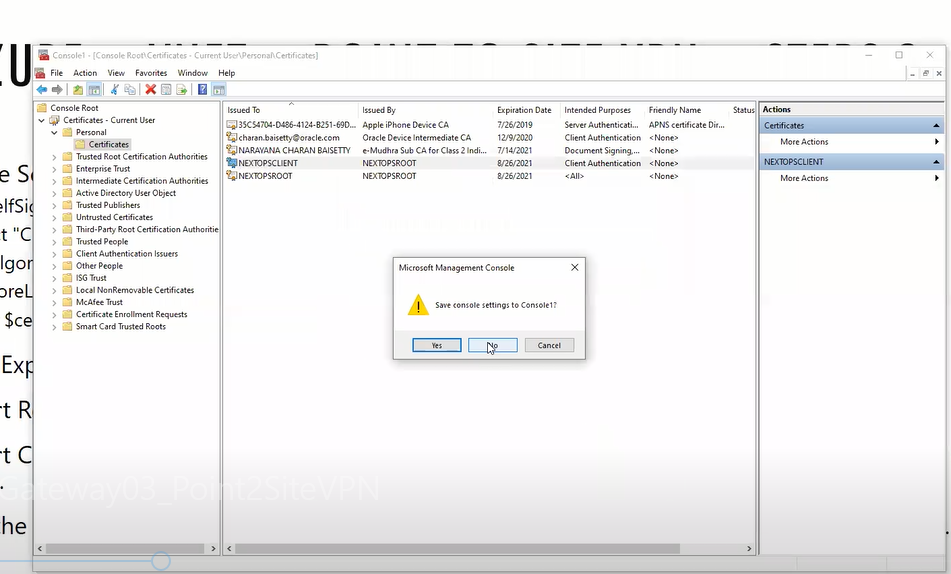 Console1 - [Console Root\Certificates - Current User\Personal\Certificates]
File Action View Favorites Window Help
Console Root
Certificates - Current User
Personal
Certificates
Trusted Root Certification Authorities
Enterprise Trust
Intermediate Certification Authorities
Active Directory User Object
Trusted Publishers
Untrusted Certificates
Third-Party Root Certification Authoritie
Trusted People
Client Authentication Issuers
Other People
ISG Trust
Local NonRemovable Certificates
McAfee Trust
Certificate Enrollment Requests
Smart Card Trusted Roots
Issued To Issued By Expiration Date Intended Purposes Friendly Name Status
35C54704-D486-4124-B251-69D... Apple iPhone Device CA 7/26/2019 Server Authenticati... APNS certificate Dir...
charan.baisetty@oracle.com Oracle Device Intermediate CA 12/9/2020 Client Authentication <None>
NARAYANA CHARAN BAISETTY e-Mudhra Sub CA for Class 2 Indi... 7/14/2021 Document Signing,... <None>
NEXTOPSCLIENT NEXTOPSROOT 8/26/2021 Client Authentication <None>
NEXTOPSROOT NEXTOPSROOT 8/26/2021 <All> <None>
Actions
Certificates
More Actions
NEXTOPSCLIENT
More Actions
Microsoft Management Console
Save console settings to Console1?
Yes No Cancel
Gateway03_Point2SiteVPN